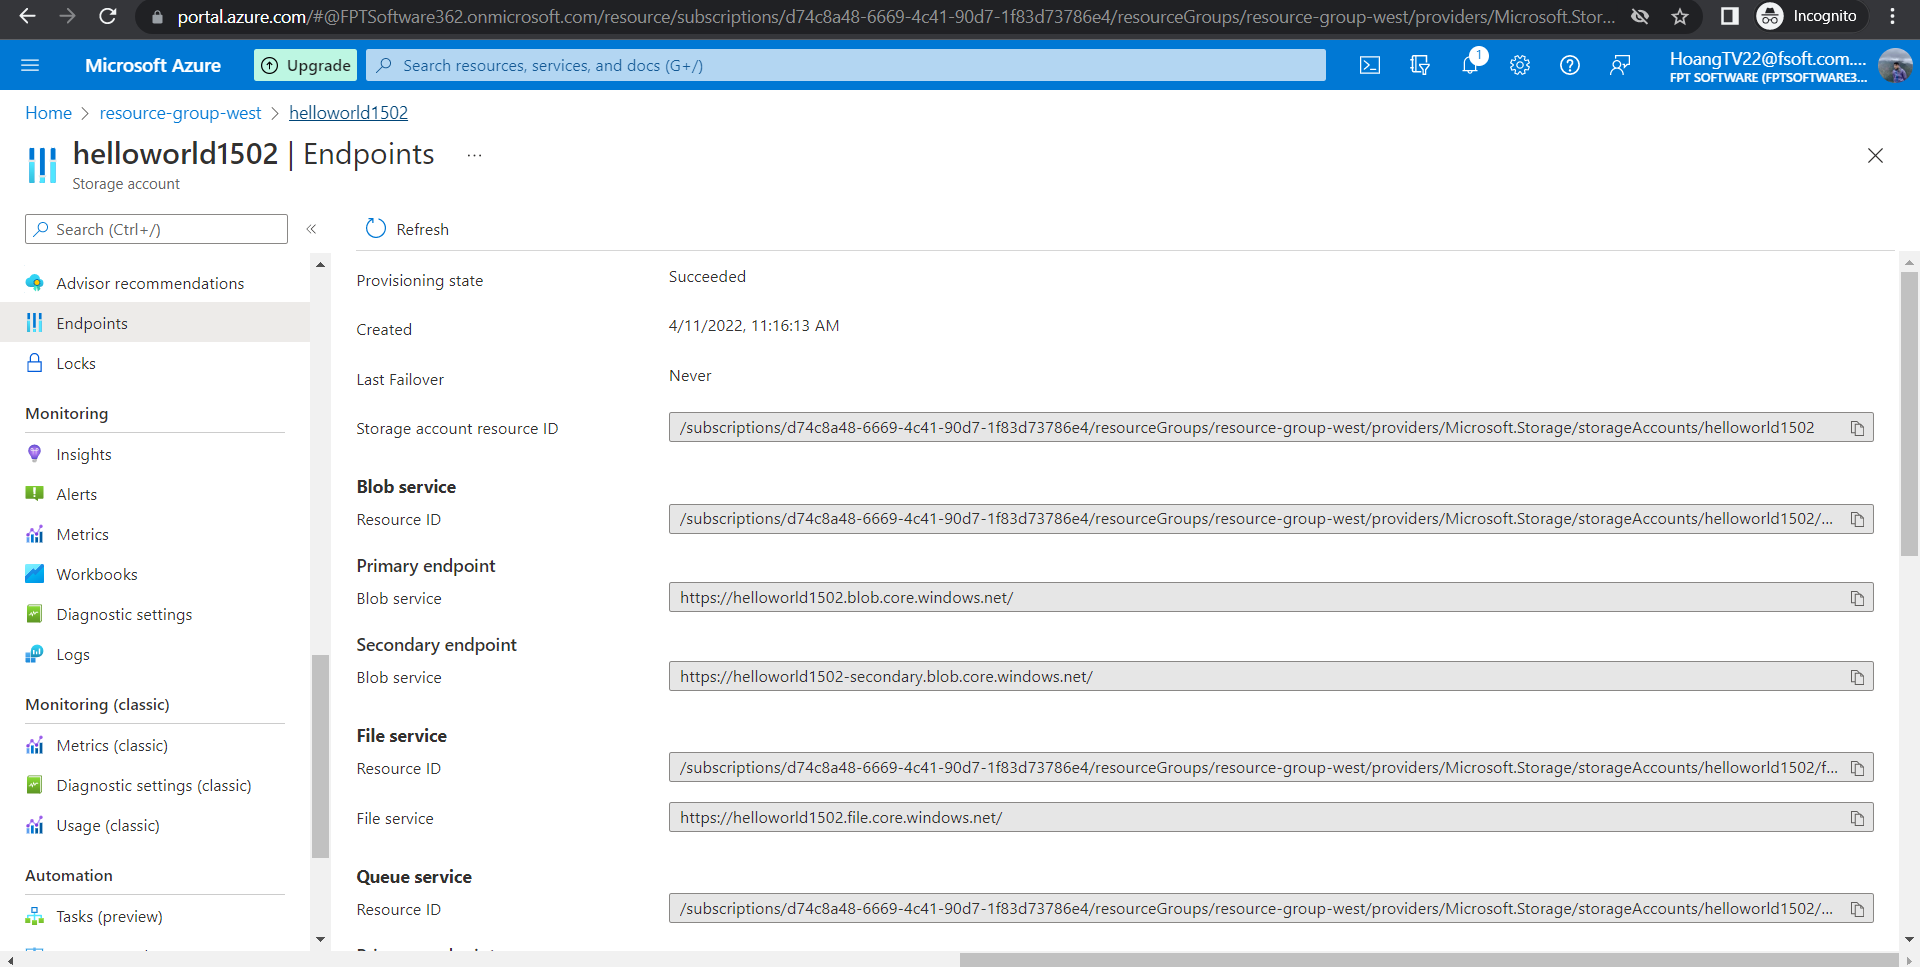 portal.azure.com/#@FPTSoftware362.onmicrosoft.com/resource/subscriptions/d74c8a48-6669-4c41-90d7-1f83d73786e4/resourceGroups/resource-group-west/providers/Microsoft.Stor...
Incognito
Microsoft Azure
Upgrade
Search resources, services, and docs (G+/)
1
HoangTV22@fsoft.com....
FPT SOFTWARE (FPTSOFTWARE3...
Home > resource-group-west > helloworld1502
helloworld1502 | Endpoints ...
Storage account
Search (Ctrl+/)
«
Refresh
Advisor recommendations
Endpoints
Locks
Monitoring
Insights
Alerts
Metrics
Workbooks
Diagnostic settings
Logs
Monitoring (classic)
Metrics (classic)
Diagnostic settings (classic)
Usage (classic)
Automation
Tasks (preview)
Provisioning state
Succeeded
Created
4/11/2022, 11:16:13 AM
Last Failover
Never
Storage account resource ID
/subscriptions/d74c8a48-6669-4c41-90d7-1f83d73786e4/resourceGroups/resource-group-west/providers/Microsoft.Storage/storageAccounts/helloworld1502
Blob service
Resource ID
/subscriptions/d74c8a48-6669-4c41-90d7-1f83d73786e4/resourceGroups/resource-group-west/providers/Microsoft.Storage/storageAccounts/helloworld1502/...
Primary endpoint
Blob service
https://helloworld1502.blob.core.windows.net/
Secondary endpoint
Blob service
https://helloworld1502-secondary.blob.core.windows.net/
File service
Resource ID
/subscriptions/d74c8a48-6669-4c41-90d7-1f83d73786e4/resourceGroups/resource-group-west/providers/Microsoft.Storage/storageAccounts/helloworld1502/f...
File service
https://helloworld1502.file.core.windows.net/
Queue service
Resource ID
/subscriptions/d74c8a48-6669-4c41-90d7-1f83d73786e4/resourceGroups/resource-group-west/providers/Microsoft.Storage/storageAccounts/helloworld1502/...